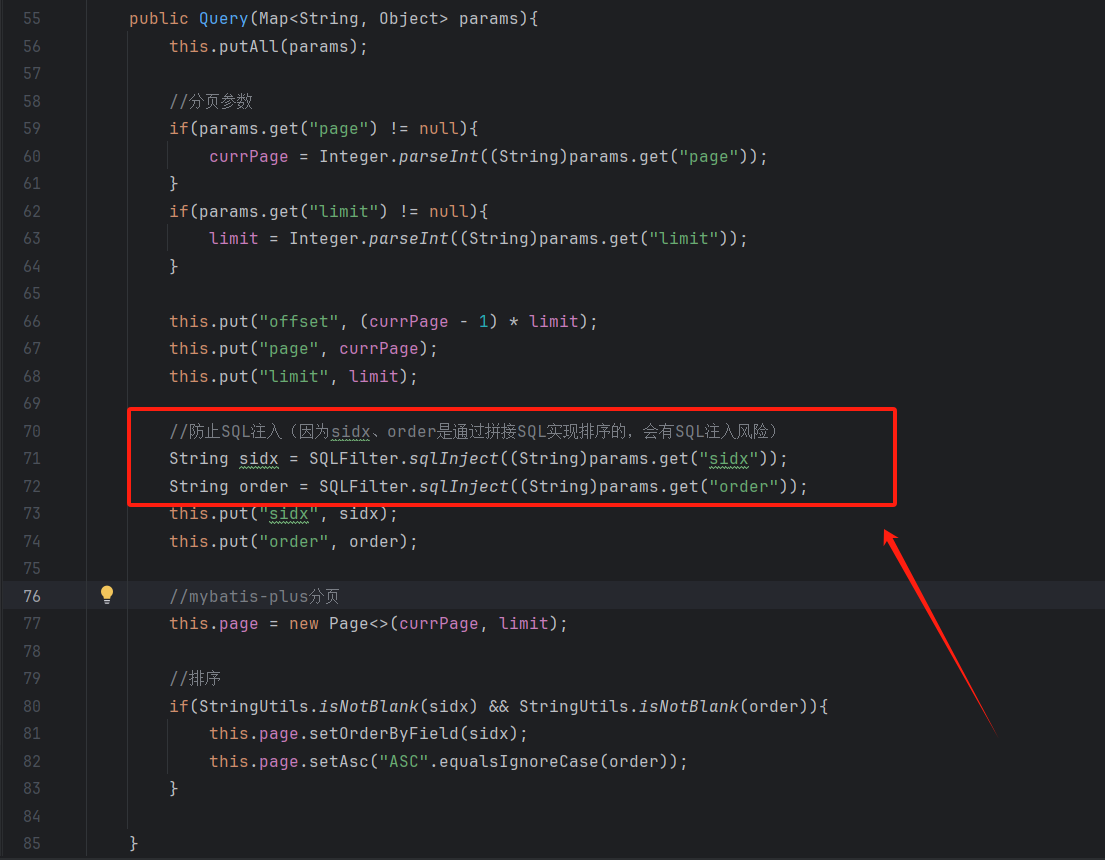 55 public Query(Map<String, Object> params){
56 this.putAll(params);
57
58 //分页参数
59 if(params.get("page") != null){
60 currPage = Integer.parseInt((String)params.get("page"));
61 }
62 if(params.get("limit") != null){
63 limit = Integer.parseInt((String)params.get("limit"));
64 }
65
66 this.put("offset", (currPage - 1) * limit);
67 this.put("page", currPage);
68 this.put("limit", limit);
69
70 //防止SQL注入（因为sidx、order是通过拼接SQL实现排序的，会有SQL注入风险）
71 String sidx = SQLFilter.sqlInject((String)params.get("sidx"));
72 String order = SQLFilter.sqlInject((String)params.get("order"));
73 this.put("sidx", sidx);
74 this.put("order", order);
75
76 //mybatis-plus分页
77 this.page = new Page<>(currPage, limit);
78
79 //排序
80 if(StringUtils.isNotBlank(sidx) && StringUtils.isNotBlank(order)){
81 this.page.setOrderByField(sidx);
82 this.page.setAsc("ASC".equalsIgnoreCase(order));
83 }
84
85 }